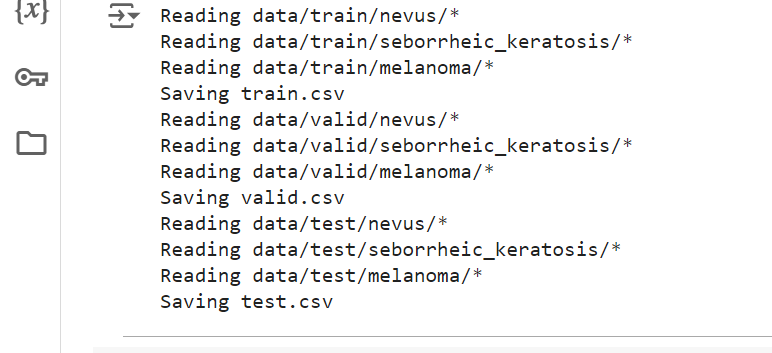 {x}
Reading data/train/nevus/*
Reading data/train/seborrheic_keratosis/*
Reading data/train/melanoma/*
Saving train.csv
Reading data/valid/nevus/*
Reading data/valid/seborrheic_keratosis/*
Reading data/valid/melanoma/*
Saving valid.csv
Reading data/test/nevus/*
Reading data/test/seborrheic_keratosis/*
Reading data/test/melanoma/*
Saving test.csv